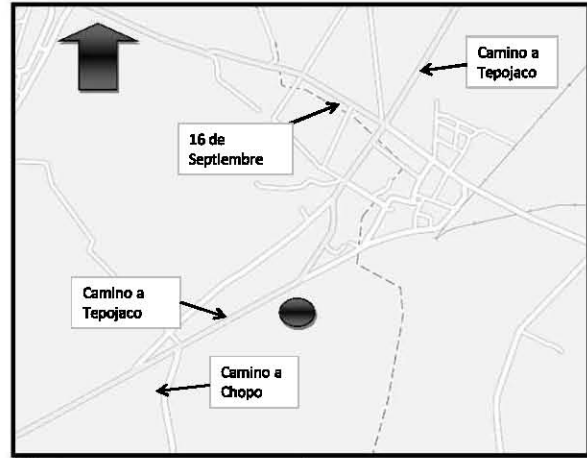 Camino a
Tepojaco
16 de
Septiembre
Camino a
Tepojaco
Camino a
Chopo